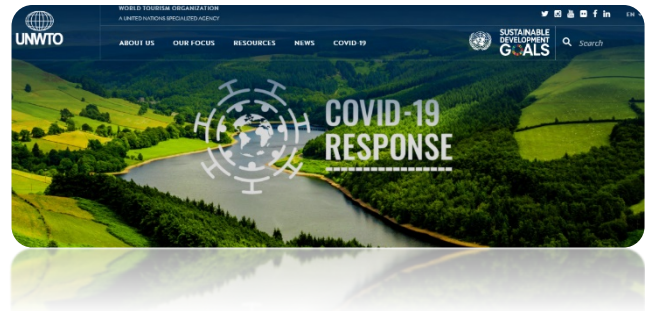 WORLD TOURISM ORGANIZATION
A UNITED NATIONS SPECIALIZED AGENCY
UNWTO
ABOUT US OUR FOCUS RESOURCES NEWS COVID-19
EN
SUSTAINABLE
DEVELOPMENT
GOALS
Search
COVID-19
RESPONSE